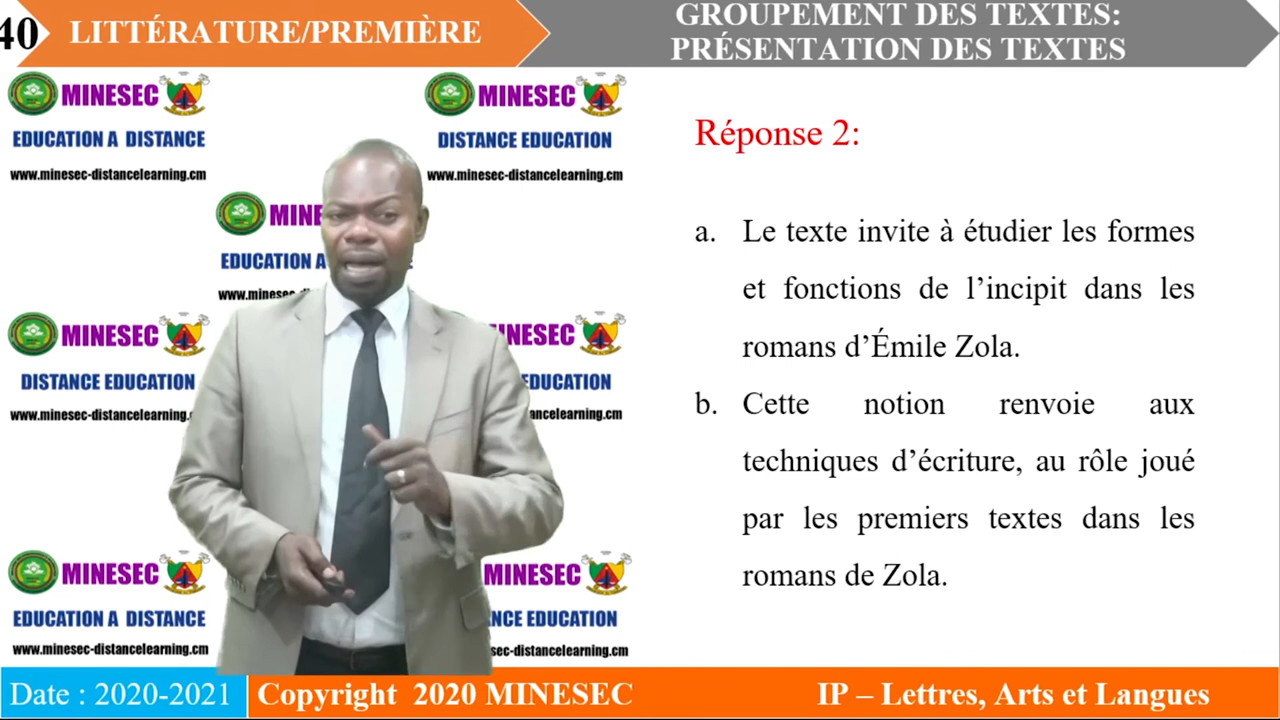 40
LITTÉRATURE/PREMIÈRE
GROUPEMENT DES TEXTES:
PRÉSENTATION DES TEXTES
MINESEC
EDUCATION A DISTANCE
www.minesec-distancelearning.cm
MINESEC
DISTANCE EDUCATION
www.minesec-distancelearning.cm
EDUCATION A
MINESEC
DISTANCE EDUCATION
MINESEC
EDUCATION A DISTANCE
www.minesec-distancelearning.cm
MINESEC
Réponse 2:
a. Le texte invite à étudier les formes
et fonctions de l’incipit dans les
romans d’Émile Zola.
b. Cette notion renvoie aux
techniques d’écriture, au rôle joué
par les premiers textes dans les
romans de Zola.
Date : 2020-2021
Copyright 2020 MINESEC
IP – Lettres, Arts et Langues